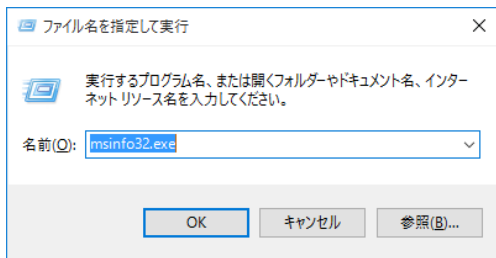 ファイル名を指定して実行
実行するプログラム名、または開くフォルダーやドキュメント名、インター
ネット リソース名を入力してください。
名前(O): msinfo32.exe
OK キャンセル 参照(B)...